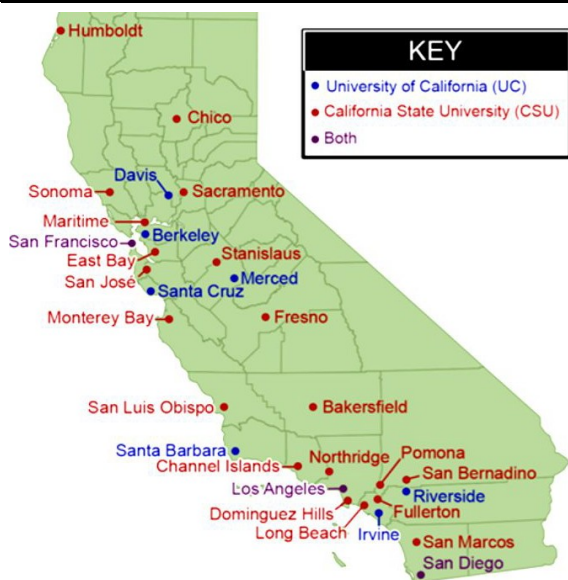 Humboldt
KEY
University of California (UC)
California State University (CSU)
Both
Chico
Davis
Sonoma
Sacramento
Maritime
Berkeley
San Francisco
East Bay
Stanislaus
San José
Merced
Santa Cruz
Monterey Bay
Fresno
San Luis Obispo
Bakersfield
Santa Barbara
Northridge
Pomona
Channel Islands
San Bernadino
Los Angeles
Riverside
Dominguez Hills
Fullerton
Long Beach
Irvine
San Marcos
San Diego